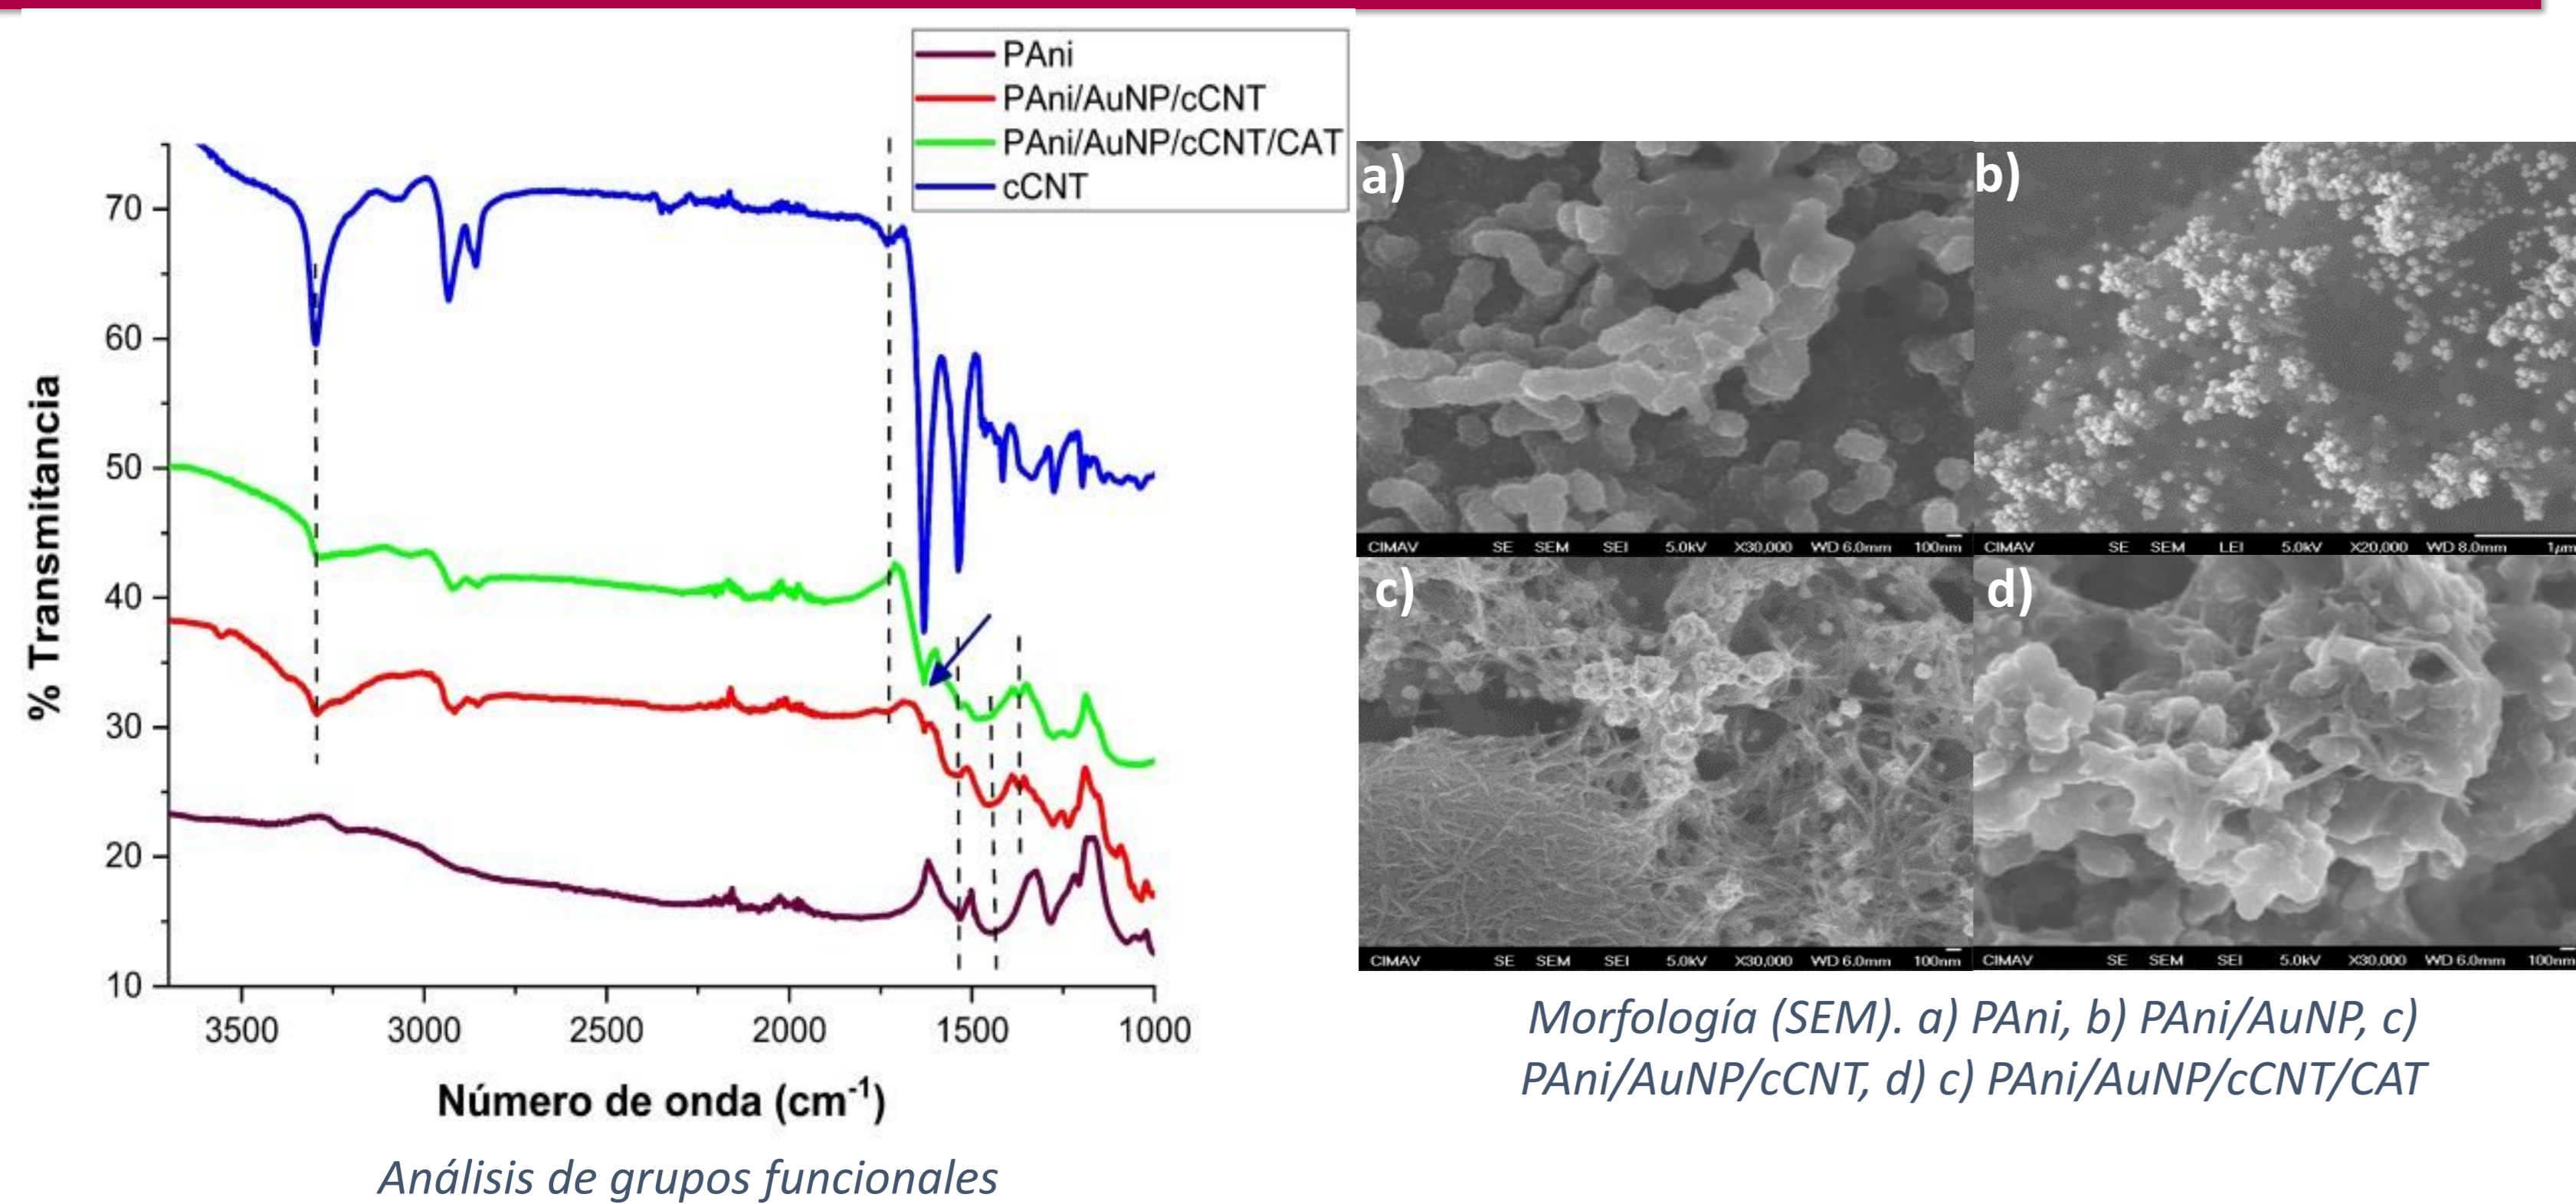 PAni
PAni/AuNP/cCNT
PAni/AuNP/cCNT/CAT
cCNT
% Transmitancia
70
60
50
40
30
20
10
3500 3000 2500 2000 1500 1000
Número de onda (cm⁻¹)
Análisis de grupos funcionales
a)
CIMAV SE SEM SEI 5.0kV X30,000 WD 6.0mm 100nm
b)
CIMAV SE SEM LEI 5.0kV X20,000 WD 8.0mm 1μm
c)
CIMAV SE SEM SEI 5.0kV X30,000 WD 6.0mm 100nm
d)
CIMAV SE SEM SEI 5.0kV X30,000 WD 6.0mm 100nm
Morfología (SEM). a) PAni, b) PAni/AuNP, c)
PAni/AuNP/cCNT, d) c) PAni/AuNP/cCNT/CAT